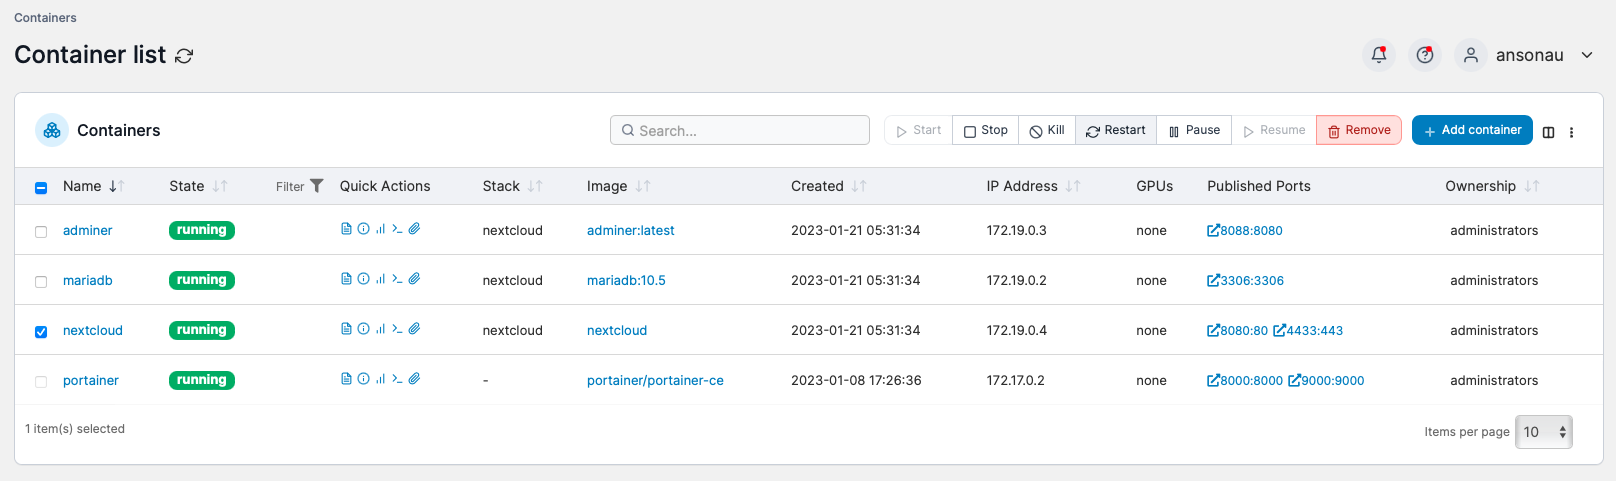 Containers
Container list
ansonau
Containers
Search...
Start Stop Kill Restart Pause Resume Remove
Add container
Name State Filter Quick Actions Stack Image Created IP Address GPUs Published Ports Ownership
adminer running nextcloud adminer:latest 2023-01-21 05:31:34 172.19.0.3 none 8088:8080 administrators
mariadb running nextcloud mariadb:10.5 2023-01-21 05:31:34 172.19.0.2 none 3306:3306 administrators
nextcloud running nextcloud nextcloud 2023-01-21 05:31:34 172.19.0.4 none 8080:80 4433:443 administrators
portainer running - portainer/portainer-ce 2023-01-08 17:26:36 172.17.0.2 none 8000:8000 9000:9000 administrators
1 item(s) selected
Items per page 10